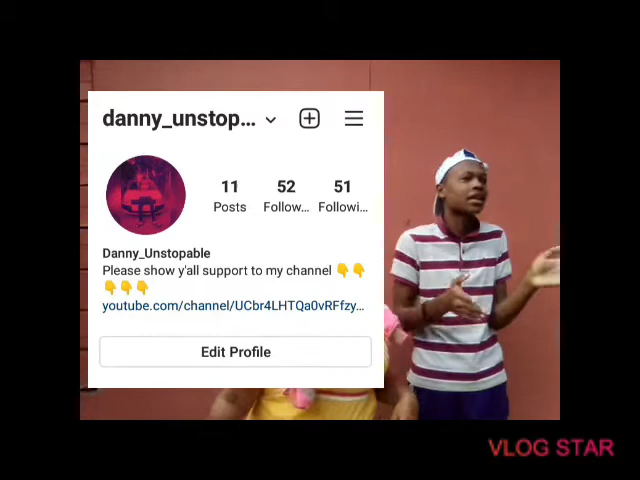 danny_unstop...
11 52 51
Posts Follow... Followi...
Danny_Unstopable
Please show y'all support to my channel 👇👇
👇👇👇
youtube.com/channel/UCbr4LHTQa0vRFfzy...
Edit Profile
VLOG STAR